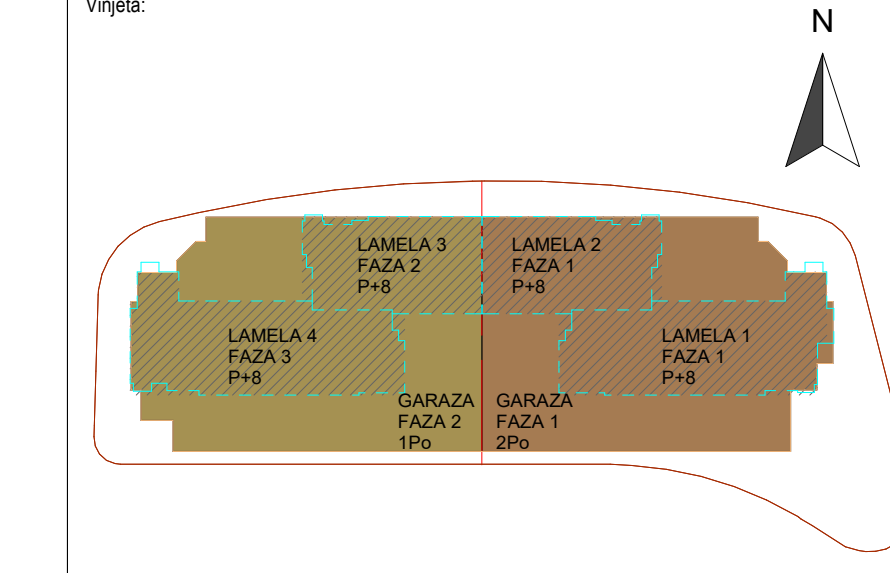 Vinjeta:
N
LAMELA 3
FAZA 2
P+8
LAMELA 2
FAZA 1
P+8
LAMELA 4
FAZA 3
P+8
LAMELA 1
FAZA 1
P+8
GARAZA
FAZA 2
1Po
GARAZA
FAZA 1
2Po